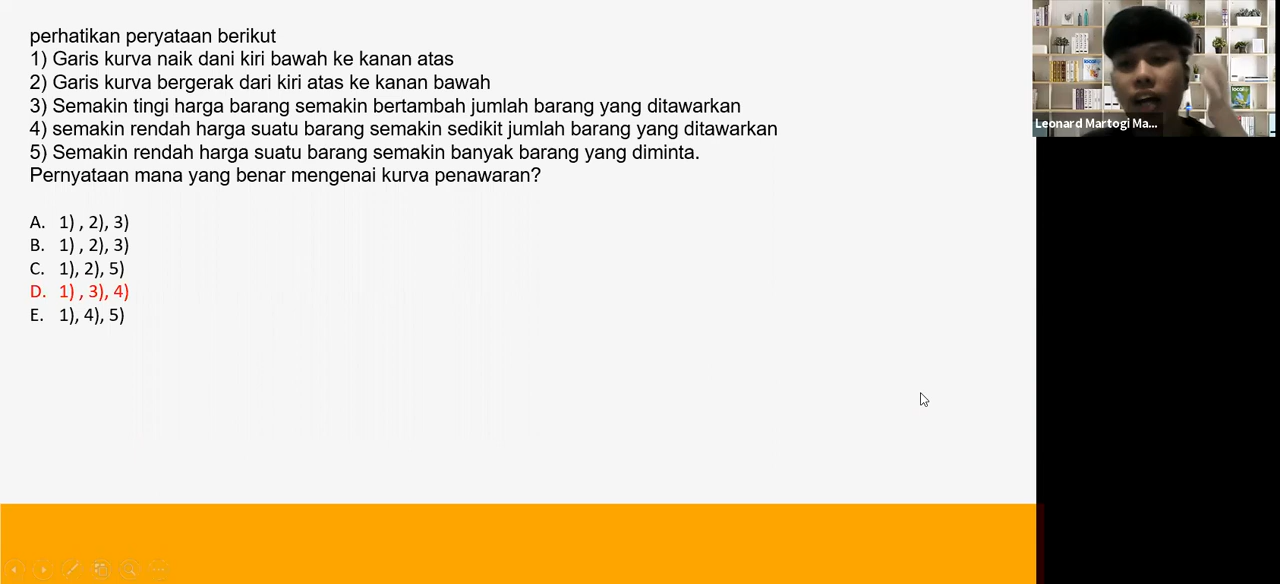 perhatikan peryataan berikut
1) Garis kurva naik dani kiri bawah ke kanan atas
2) Garis kurva bergerak dari kiri atas ke kanan bawah
3) Semakin tingi harga barang semakin bertambah jumlah barang yang ditawarkan
4) semakin rendah harga suatu barang semakin sedikit jumlah barang yang ditawarkan
5) Semakin rendah harga suatu barang semakin banyak barang yang diminta.
Pernyataan mana yang benar mengenai kurva penawaran?
A. 1) , 2), 3)
B. 1) , 2), 3)
C. 1), 2), 5)
D. 1) , 3), 4)
E. 1), 4), 5)
Leonard Martogi Ma...